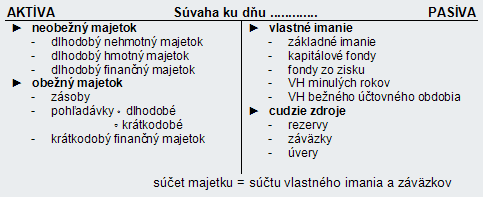 AKTÍVA Súvaha ku dňu ............. PASÍVA
► neobežný majetok
- dlhodobý nehmotný majetok
- dlhodobý hmotný majetok
- dlhodobý finančný majetok
► obežný majetok
- zásoby
- pohľadávky ∘ dlhodobé
∘ krátkodobé
- krátkodobý finančný majetok
► vlastné imanie
- základné imanie
- kapitálové fondy
- fondy zo zisku
- VH minulých rokov
- VH bežného účtovného obdobia
► cudzie zdroje
- rezervy
- záväzky
- úvery
súčet majetku = súčtu vlastného imania a záväzkov